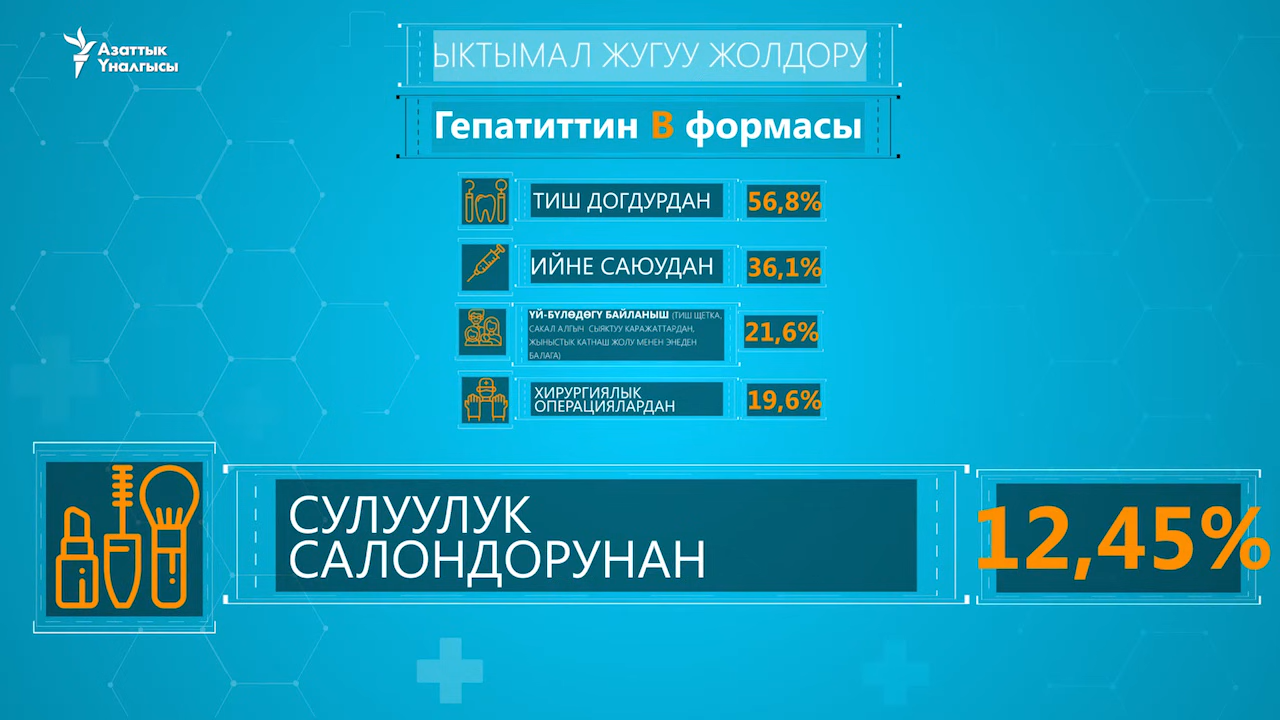 Азаттык
Үналгысы
ЫКТЫМАЛ ЖУГУУ ЖОЛДОРУ
Гепатиттин В формасы
ТИШ ДОГДУРДАН 56,8%
ИЙНЕ САЮУДАН 36,1%
ҮЙ-БҮЛӨДӨГҮ БАЙЛАНЫШ (ТИШ ЩЕТКА,
САКАЛ АЛГЫЧ СЫЯКТУУ КАРАЖАТТАРДАН,
ЖЫНЫСТЫК КАТНАШ ЖОЛУ МЕНЕН ЭНЕДЕН
БАЛАГА)
21,6%
ХИРУРГИЯЛЫК
ОПЕРАЦИЯЛАРДАН
19,6%
СУЛУУЛУК
САЛОНДОРУНАН
12,45%